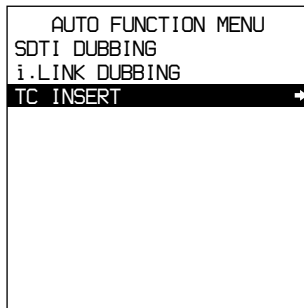 AUTO FUNCTION MENU
SDTI DUBBING
i.LINK DUBBING
TC INSERT